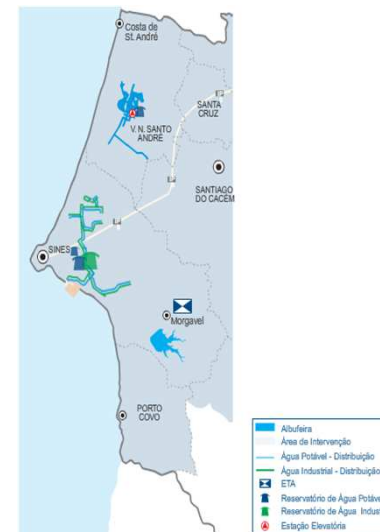 Costa de
St. André
SANTA
CRUZ
V. N. SANTO
ANDRÉ
SANTIAGO
DO CACÉM
SINES
Morgavel
PORTO
COVO
Albufeira
Área de Intervenção
Água Potável - Distribuição
Água Industrial - Distribuição
ETA
Reservatório de Água Potáve
Reservatório de Água Indus
Estação Elevatória